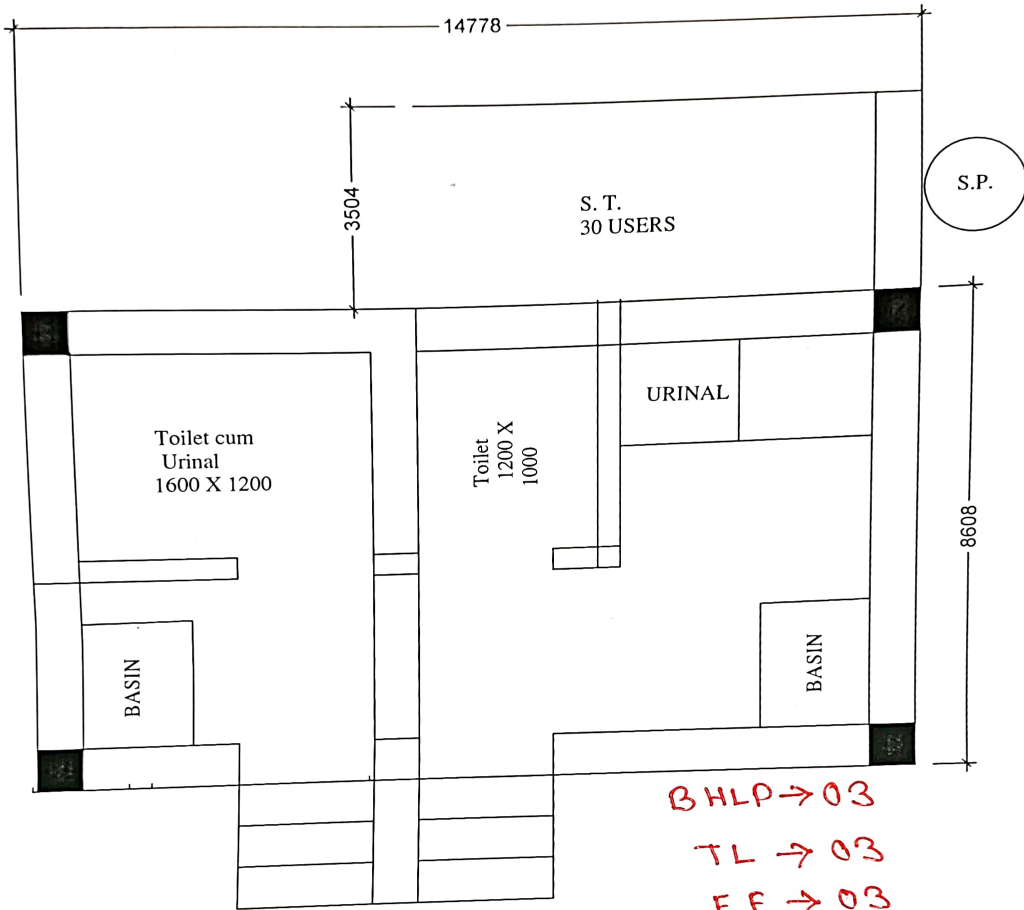 14778
3504
S. T.
30 USERS
S.P.
Toilet cum
Urinal
1600 X 1200
Toilet
1200 X
1000
URINAL
8608
BASIN
BASIN
BHLP → 03
TL → 03
F F → 03